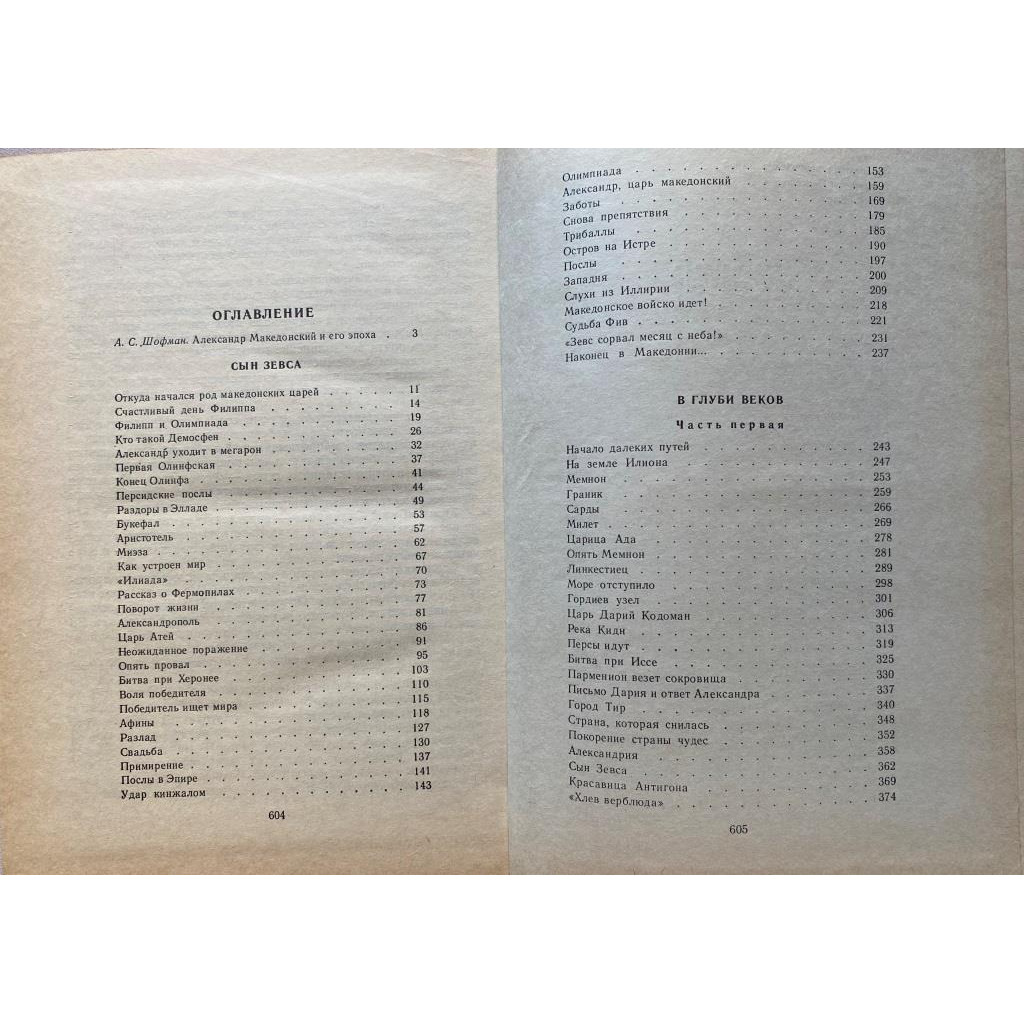 ОГЛАВЛЕНИЕ
А. С. Шофман. Александр Македонский и его эпоха . 3
СЫН ЗЕВСА
Откуда начался род македонских царей . . . . . 11
Счастливый день Филиппа . . . . . . . . 14
Филипп и Олимпиада . . . . . . . . . 19
Кто такой Демосфен . . . . . . . . . . 26
Александр уходит в мегарон . . . . . . . . 32
Первая Олинфская . . . . . . . . . . 37
Конец Олинфа . . . . . . . . . . . 41
Персидские послы . . . . . . . . . . 44
Раздоры в Элладе . . . . . . . . . . 49
Букефал . . . . . . . . . . . . . 53
Аристотель . . . . . . . . . . . . 57
Миэза . . . . . . . . . . . . . 62
Как устроен мир . . . . . . . . . . 67
«Илиада» . . . . . . . . . . . . 70
Рассказ о Фермопилах . . . . . . . . . 73
Поворот жизни . . . . . . . . . . . 77
Александрополь . . . . . . . . . . . 81
Царь Атей . . . . . . . . . . . . 86
Неожиданное поражение . . . . . . . . 91
Опять провал . . . . . . . . . . . 95
Битва при Херонее . . . . . . . . . . 103
Воля победителя . . . . . . . . . . 110
Победитель ищет мира . . . . . . . . . 115
Афины . . . . . . . . . . . . . 118
Разлад . . . . . . . . . . . . . 127
Свадьба . . . . . . . . . . . . . 130
Примирение . . . . . . . . . . . . 137
Послы в Эпире . . . . . . . . . . . 141
Удар кинжалом . . . . . . . . . . . 143
604
Олимпиада . . . . . . . . . . . . 153
Александр, царь македонский . . . . . . . 159
Заботы . . . . . . . . . . . . . 169
Снова препятствия . . . . . . . . . . 179
Трибаллы . . . . . . . . . . . . 185
Остров на Истре . . . . . . . . . . 190
Послы . . . . . . . . . . . . . 197
Западня . . . . . . . . . . . . . 200
Слухи из Иллирии . . . . . . . . . . 209
Македонское войско идет! . . . . . . . . 218
Судьба Фив . . . . . . . . . . . . 221
«Зевс сорвал месяц с неба!» . . . . . . . 231
Наконец в Македонии... . . . . . . . . . 237
В ГЛУБИ ВЕКОВ
Часть первая
Начало далеких путей . . . . . . . . . 243
На земле Илиона . . . . . . . . . . 247
Мемнон . . . . . . . . . . . . . 253
Граник . . . . . . . . . . . . . 259
Сарды . . . . . . . . . . . . . 266
Милет . . . . . . . . . . . . . 269
Царица Ада . . . . . . . . . . . . 278
Опять Мемнон . . . . . . . . . . . 281
Линкестиец . . . . . . . . . . . . 289
Море отступило . . . . . . . . . . . 298
Гордиев узел . . . . . . . . . . . 301
Царь Дарий Кодоман . . . . . . . . . 306
Река Кидн . . . . . . . . . . . . 313
Персы идут . . . . . . . . . . . . 319
Битва при Иссе . . . . . . . . . . . 325
Парменион везет сокровища . . . . . . . 330
Письмо Дария и ответ Александра . . . . . . 337
Город Тир . . . . . . . . . . . . 340
Страна, которая снилась . . . . . . . . 348
Покорение страны чудес . . . . . . . . 352
Александрия . . . . . . . . . . . . 358
Сын Зевса . . . . . . . . . . . . 362
Красавица Антигона . . . . . . . . . 369
«Хлев верблюда» . . . . . . . . . . 374
605